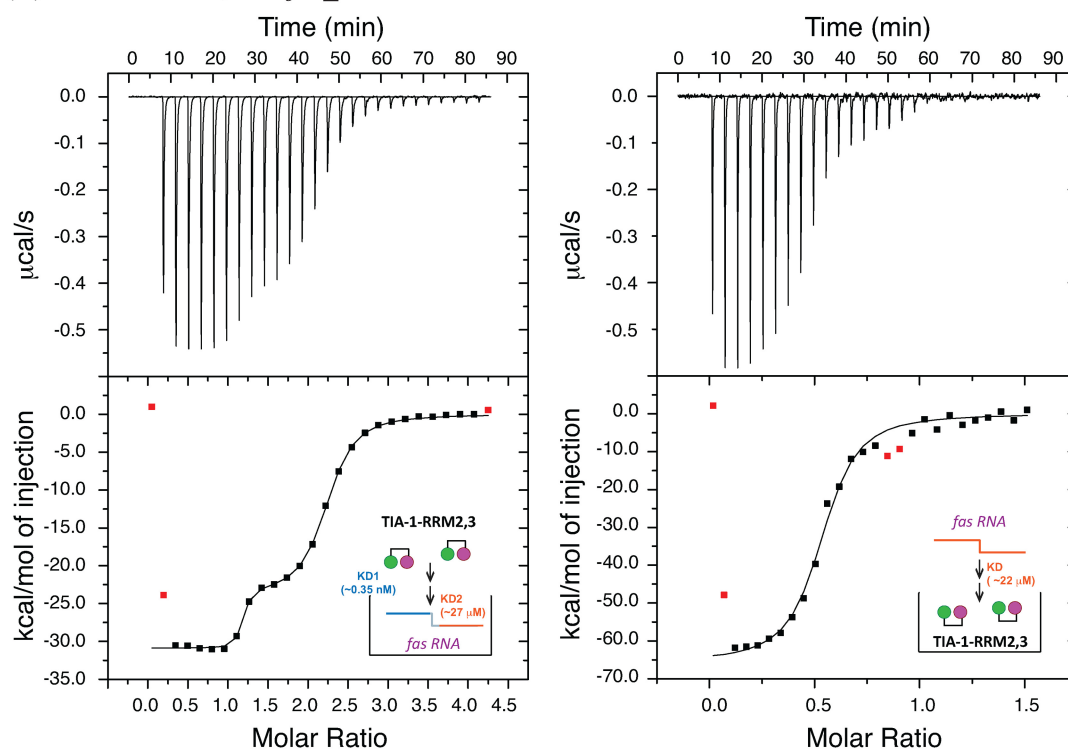 Time (min)
0 10 20 30 40 50 60 70 80 90
0.0
-0.1
-0.2
-0.3
-0.4
-0.5
µcal/s
0.0
-5.0
-10.0
-15.0
-20.0
-25.0
-30.0
-35.0
kcal/mol of injection
TIA-1-RRM2,3
KD1
(~0.35 nM)
KD2
(~27 µM)
fas RNA
0.0 0.5 1.0 1.5 2.0 2.5 3.0 3.5 4.0 4.5
Molar Ratio
Time (min)
0 10 20 30 40 50 60 70 80 90
0.0
-0.1
-0.2
-0.3
-0.4
-0.5
µcal/s
0.0
-10.0
-20.0
-30.0
-40.0
-50.0
-60.0
-70.0
kcal/mol of injection
fas RNA
KD
( ~22 µM)
TIA-1-RRM2,3
0.0 0.5 1.0 1.5
Molar Ratio